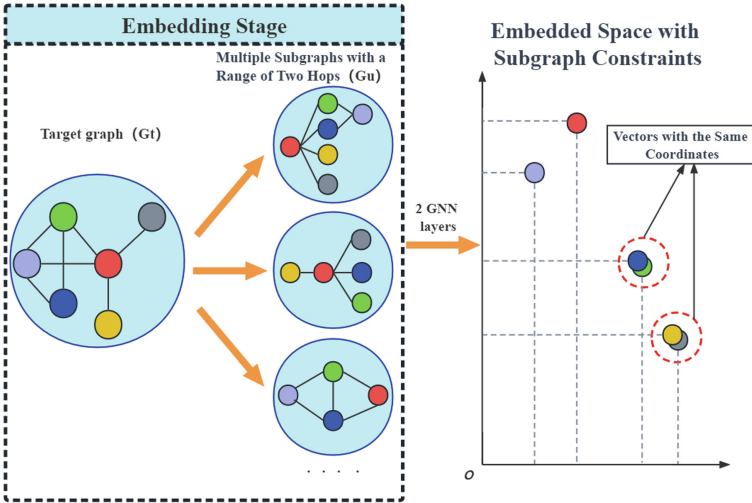 Embedding Stage
Multiple Subgraphs with a
Range of Two Hops（Gu）
Target graph（Gt）
2 GNN
layers
Embedded Space with
Subgraph Constraints
Vectors with the Same
Coordinates
O
. . . .